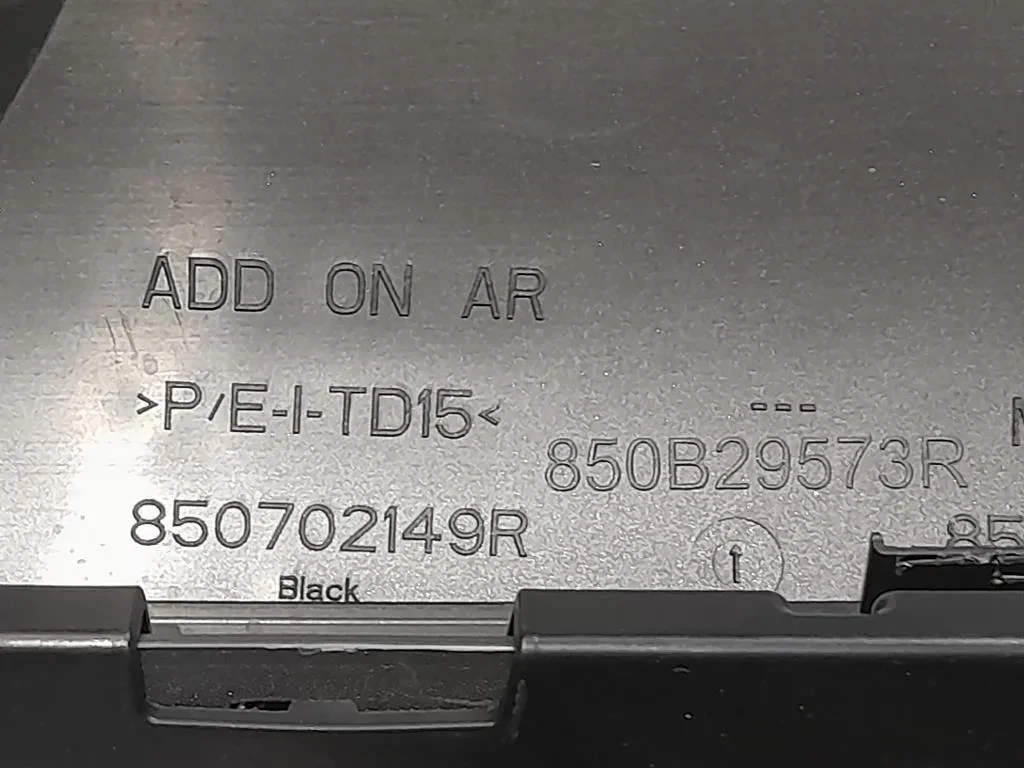 ADD ON AR
>P/E-I-TD15<
---
850B29573R
850702149R
Black